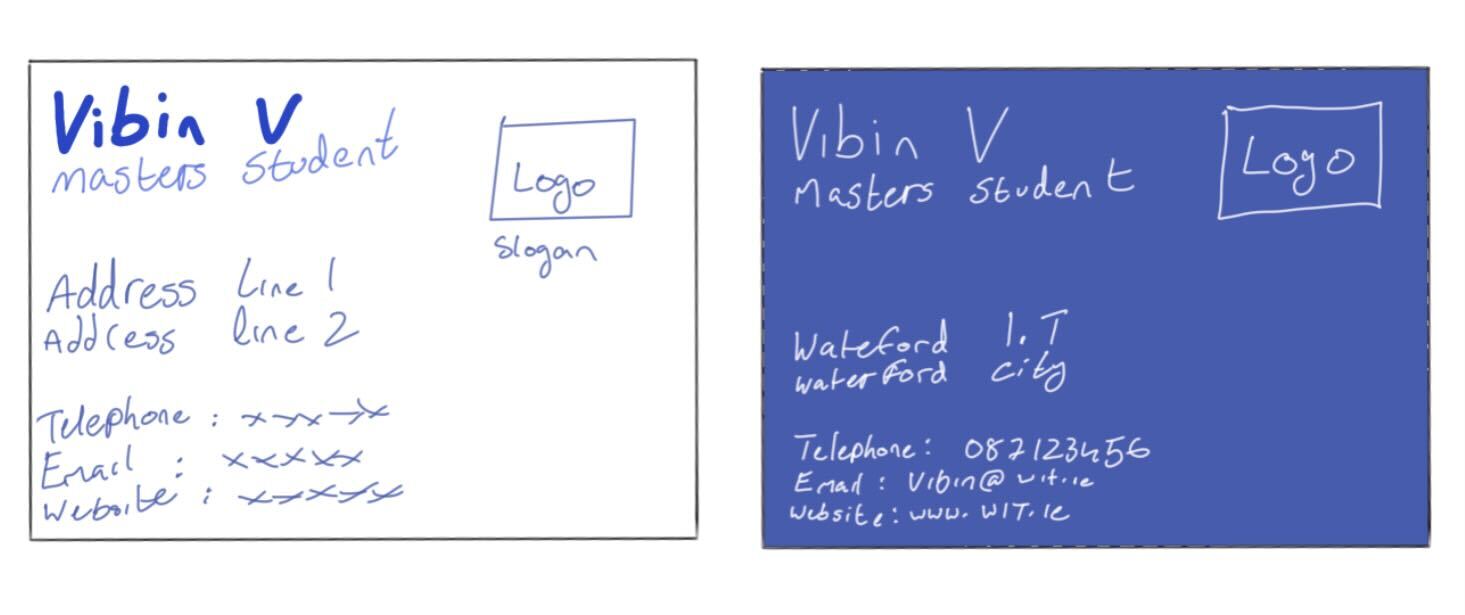 Vibin V
masters student
Logo
Slogan
Address Line 1
Address line 2
Telephone : xxxxx
Email : xxxxx
Website : xxxxx
Vibin V
Masters student
Logo
Wateford I.T
waterford city
Telephone : 087123456
Email : Vibin@wit.ie
Website : www.WIT.ie